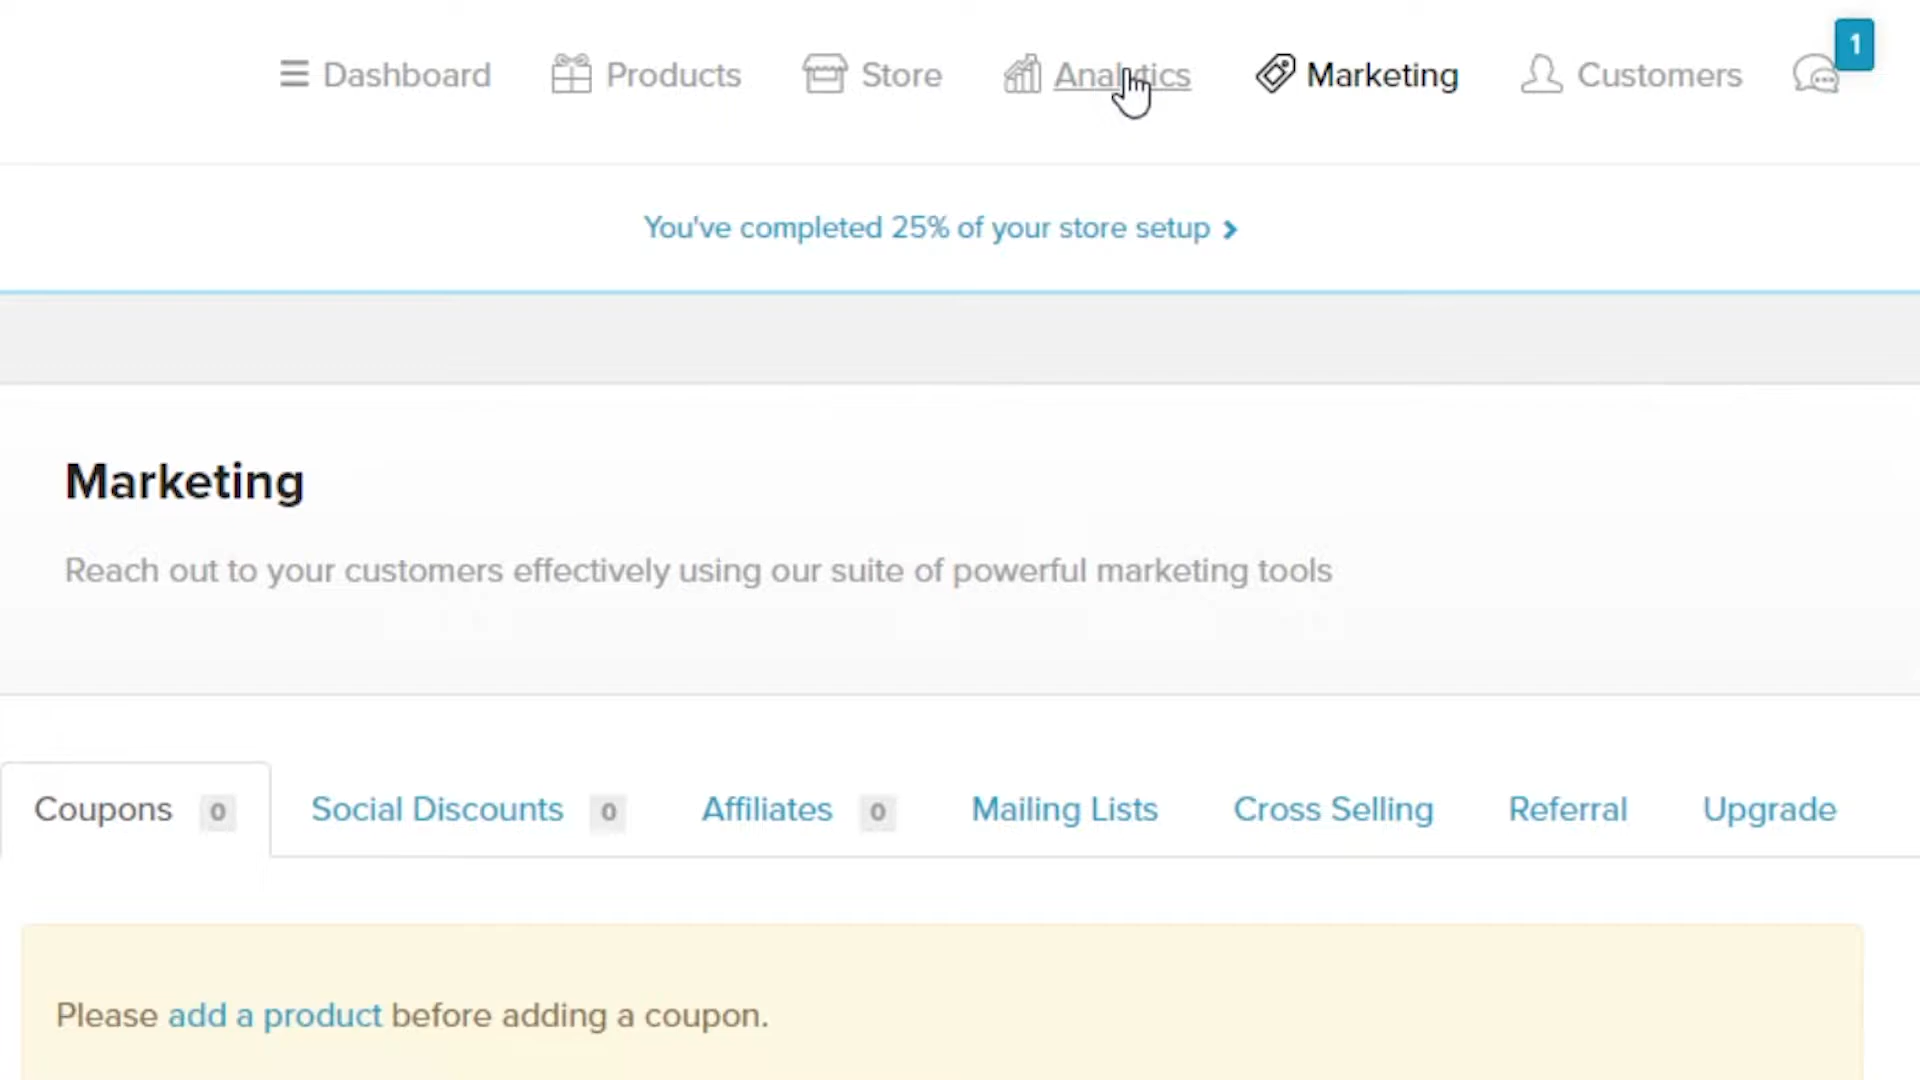 Dashboard Products Store Analytics Marketing Customers 1
You've completed 25% of your store setup
Marketing
Reach out to your customers effectively using our suite of powerful marketing tools
Coupons 0 Social Discounts 0 Affiliates 0 Mailing Lists Cross Selling Referral Upgrade
Please add a product before adding a coupon.